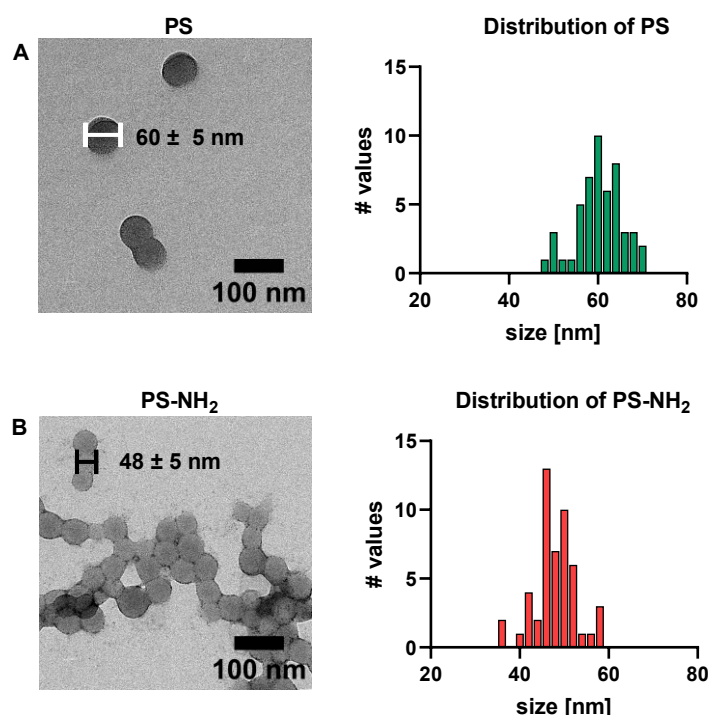 PS
Distribution of PS
A
60 ± 5 nm
100 nm
# values
15
10
5
0
20 40 60 80
size [nm]
PS-NH₂
Distribution of PS-NH₂
B
48 ± 5 nm
100 nm
# values
15
10
5
0
20 40 60 80
size [nm]